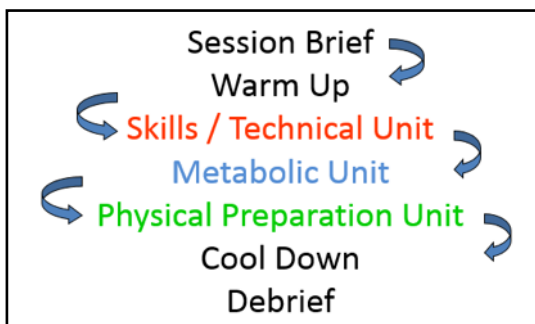 Session Brief
Warm Up
Skills / Technical Unit
Metabolic Unit
Physical Preparation Unit
Cool Down
Debrief